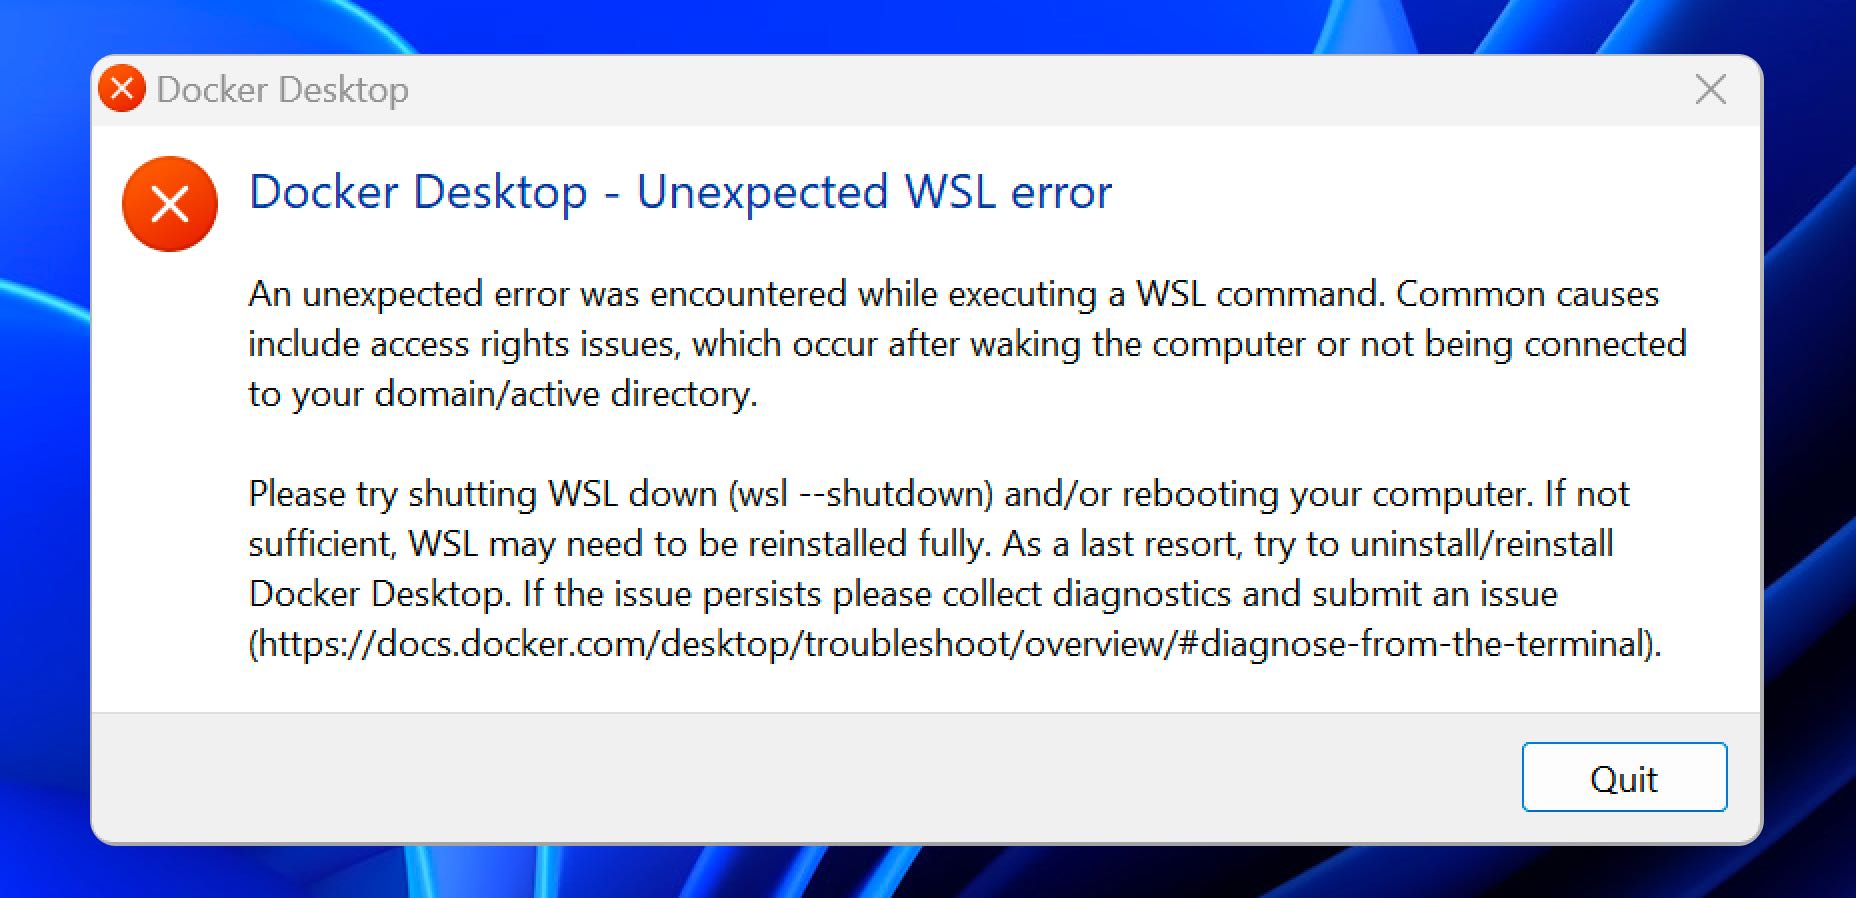 Docker Desktop
Docker Desktop - Unexpected WSL error
An unexpected error was encountered while executing a WSL command. Common causes
include access rights issues, which occur after waking the computer or not being connected
to your domain/active directory.
Please try shutting WSL down (wsl --shutdown) and/or rebooting your computer. If not
sufficient, WSL may need to be reinstalled fully. As a last resort, try to uninstall/reinstall
Docker Desktop. If the issue persists please collect diagnostics and submit an issue
(https://docs.docker.com/desktop/troubleshoot/overview/#diagnose-from-the-terminal).
Quit